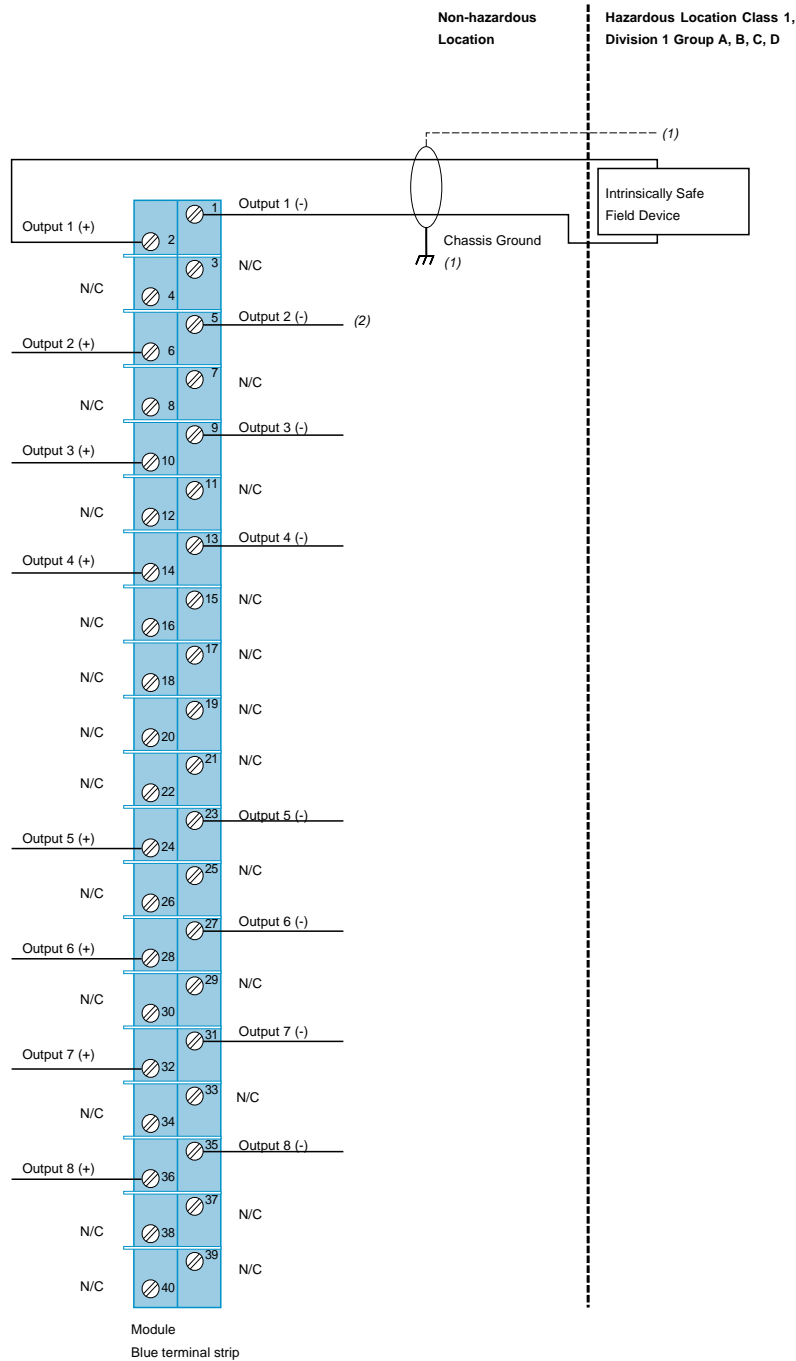 Non-hazardous
Location
Hazardous Location Class 1,
Division 1 Group A, B, C, D
(1)
Intrinsically Safe
Field Device
1
Output 1 (-)
Output 1 (+)
2
Chassis Ground
(1)
3
N/C
N/C
4
5
Output 2 (-)
(2)
Output 2 (+)
6
7
N/C
N/C
8
9
Output 3 (-)
Output 3 (+)
10
11
N/C
N/C
12
13
Output 4 (-)
Output 4 (+)
14
15
N/C
N/C
16
17
N/C
N/C
18
19
N/C
N/C
20
21
N/C
N/C
22
23
Output 5 (-)
Output 5 (+)
24
25
N/C
N/C
26
27
Output 6 (-)
Output 6 (+)
28
29
N/C
N/C
30
31
Output 7 (-)
Output 7 (+)
32
33
N/C
N/C
34
35
Output 8 (-)
Output 8 (+)
36
37
N/C
N/C
38
39
N/C
N/C
40
Module
Blue terminal strip